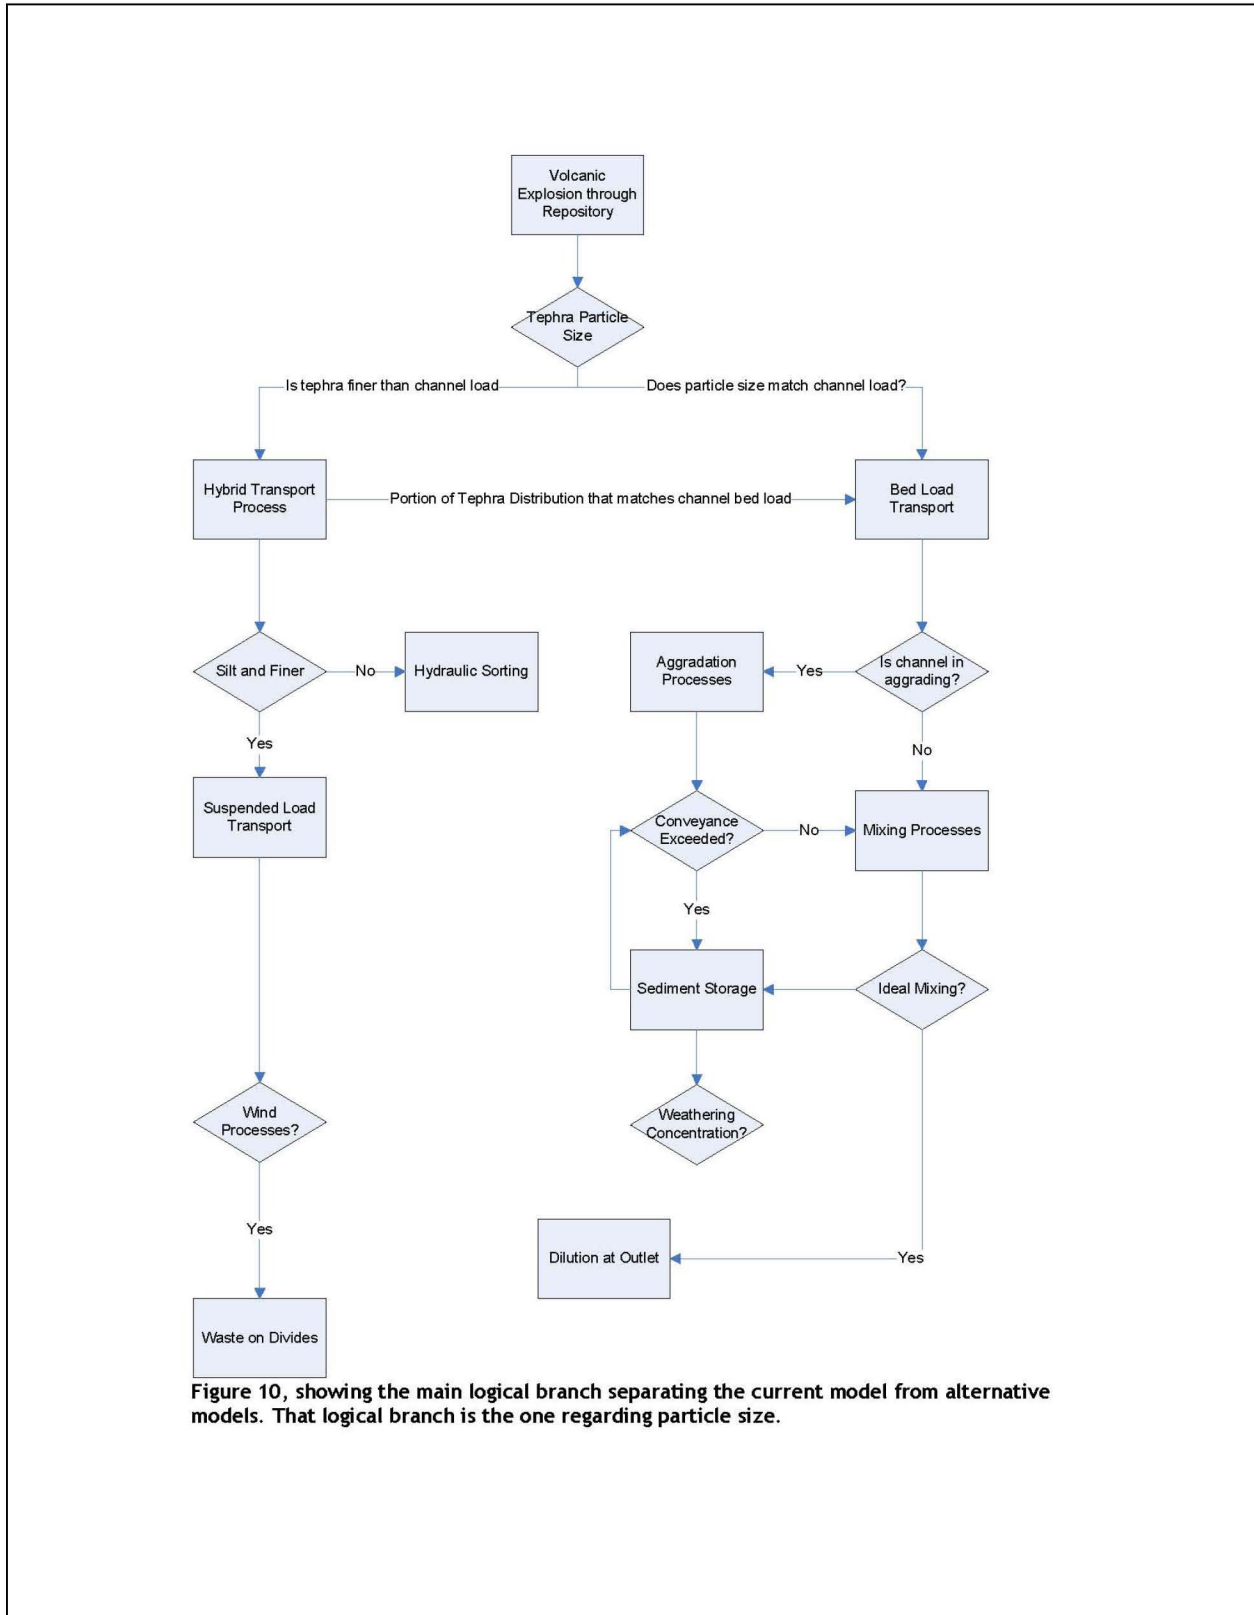 Volcanic
Explosion through
Repository
Tephra Particle
Size
Is tephra finer than channel load
Does particle size match channel load?
Hybrid Transport
Process
Portion of Tephra Distribution that matches channel bed load
Bed Load
Transport
Silt and Finer
No
Hydraulic Sorting
Aggradation
Processes
Yes
Is channel in
aggrading?
Yes
No
Suspended Load
Transport
Conveyance
Exceeded?
No
Mixing Processes
Yes
Sediment Storage
Ideal Mixing?
Wind
Processes?
Weathering
Concentration?
Yes
Dilution at Outlet
Yes
Waste on Divides
Figure 10, showing the main logical branch separating the current model from alternative
models. That logical branch is the one regarding particle size.